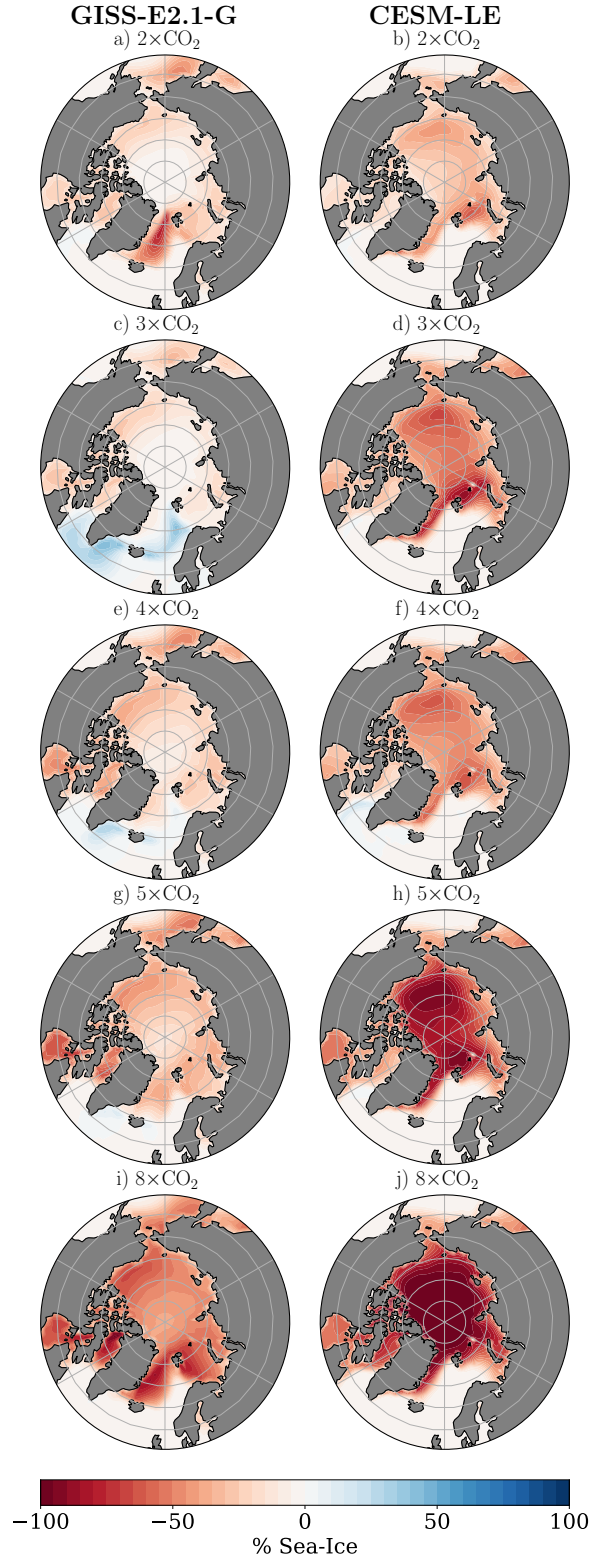 GISS-E2.1-G CESM-LE
a) 2×CO₂ b) 2×CO₂
c) 3×CO₂ d) 3×CO₂
e) 4×CO₂ f) 4×CO₂
g) 5×CO₂ h) 5×CO₂
i) 8×CO₂ j) 8×CO₂
−100 −50 0 50 100
% Sea-Ice